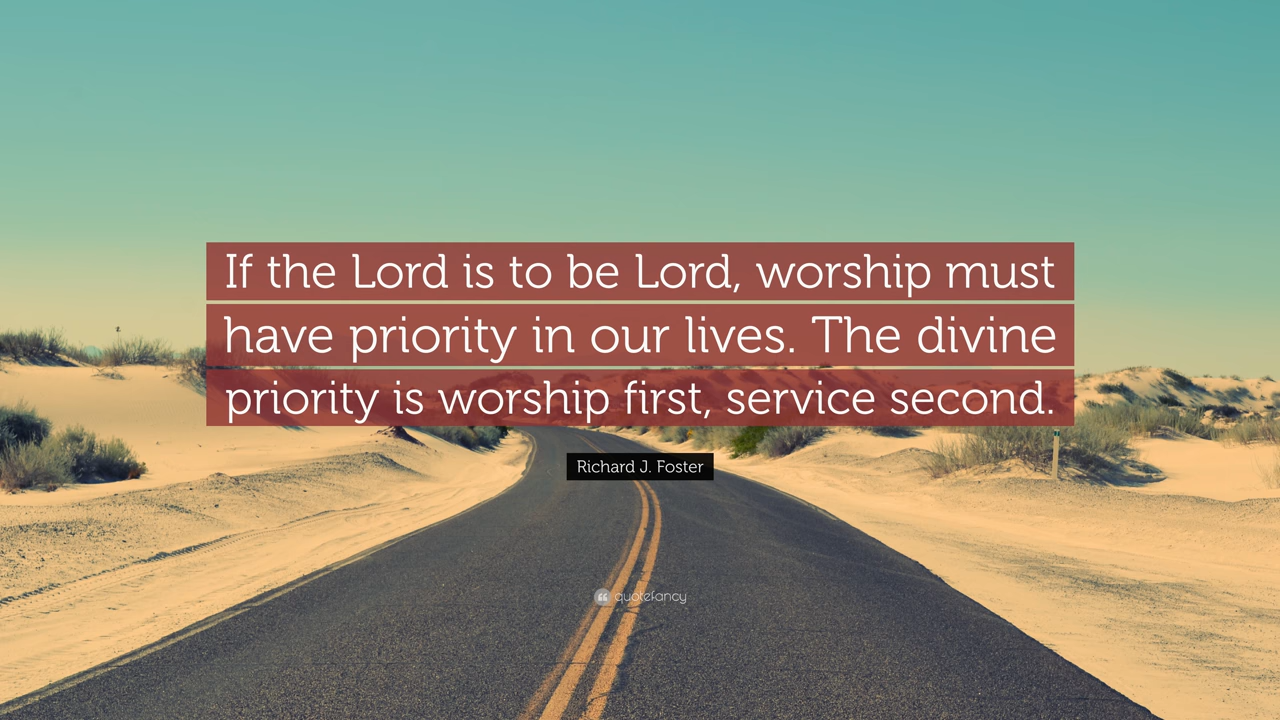 If the Lord is to be Lord, worship must
have priority in our lives. The divine
priority is worship first, service second.
Richard J. Foster
quotefancy